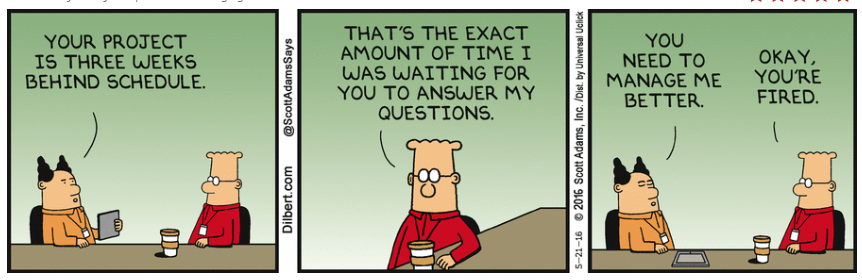 YOUR PROJECT
IS THREE WEEKS
BEHIND SCHEDULE.
Dilbert.com @ScottAdamsSays
THAT'S THE EXACT
AMOUNT OF TIME I
WAS WAITING FOR
YOU TO ANSWER MY
QUESTIONS.
5-21-16 © 2016 Scott Adams, Inc. /Dist. by Universal Uclick
YOU
NEED TO
MANAGE ME
BETTER.
OKAY,
YOU'RE
FIRED.